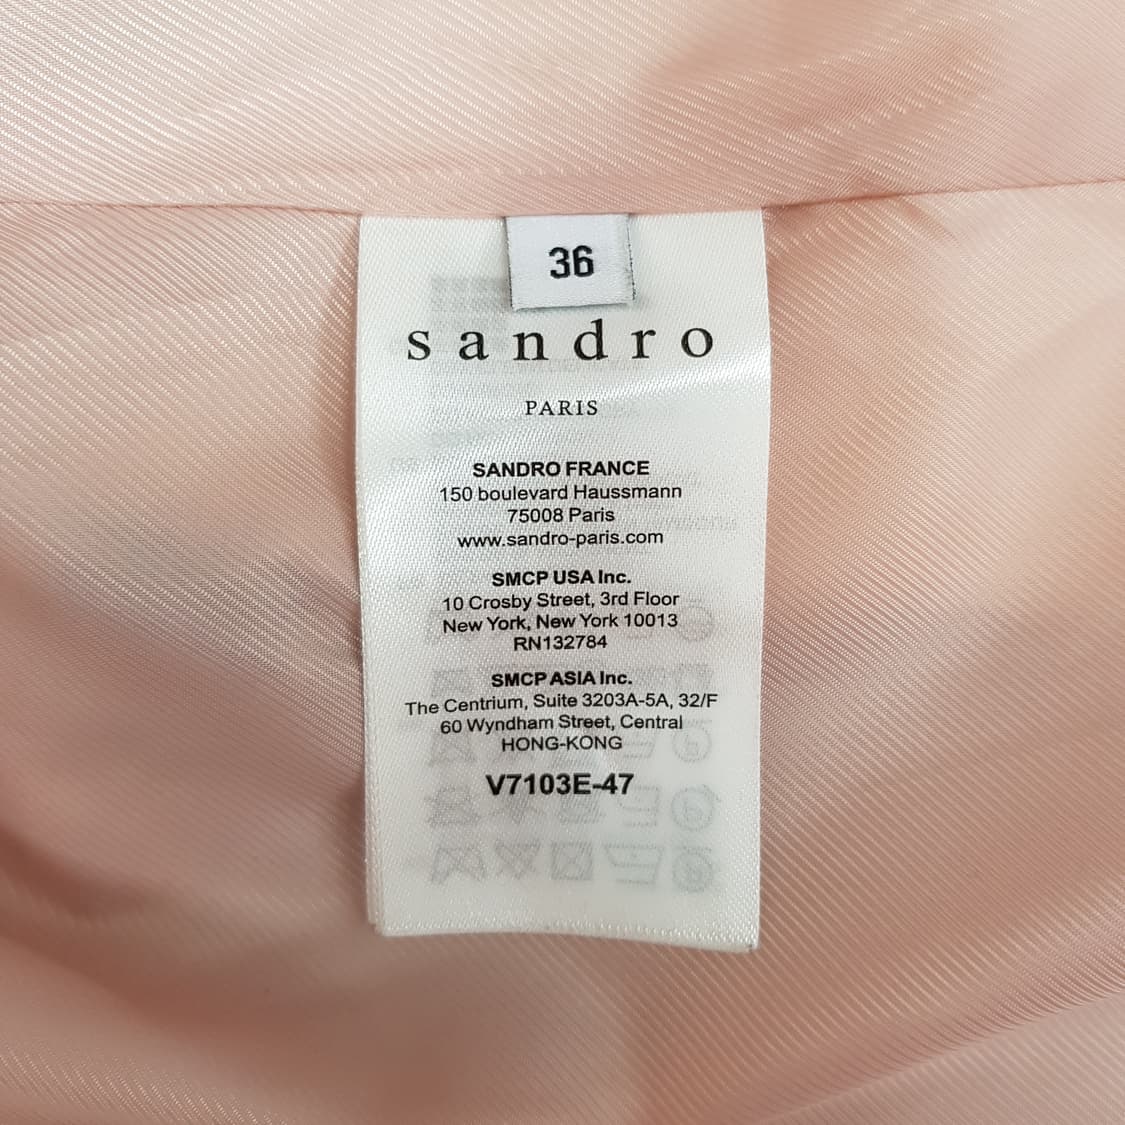 36
sandro
PARIS
SANDRO FRANCE
150 boulevard Haussmann
75008 Paris
www.sandro-paris.com
SMCP USA Inc.
10 Crosby Street, 3rd Floor
New York, New York 10013
RN132784
SMCP ASIA Inc.
The Centrium, Suite 3203A-5A, 32/F
60 Wyndham Street, Central
HONG-KONG
V7103E-47